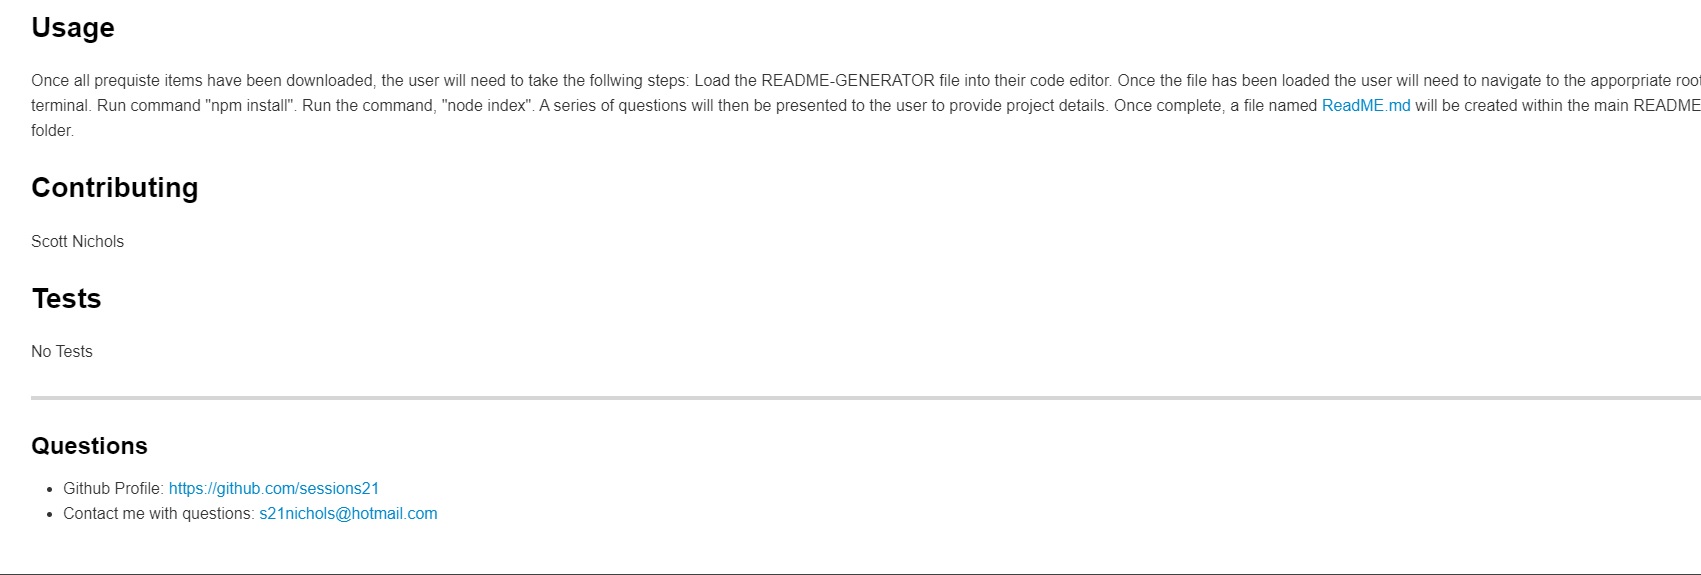 Usage
Once all prequiste items have been downloaded, the user will need to take the follwing steps: Load the README-GENERATOR file into their code editor. Once the file has been loaded the user will need to navigate to the apporpriate root
terminal. Run command "npm install". Run the command, "node index". A series of questions will then be presented to the user to provide project details. Once complete, a file named ReadME.md will be created within the main README
folder.
Contributing
Scott Nichols
Tests
No Tests
Questions
• Github Profile: https://github.com/sessions21
• Contact me with questions: s21nichols@hotmail.com